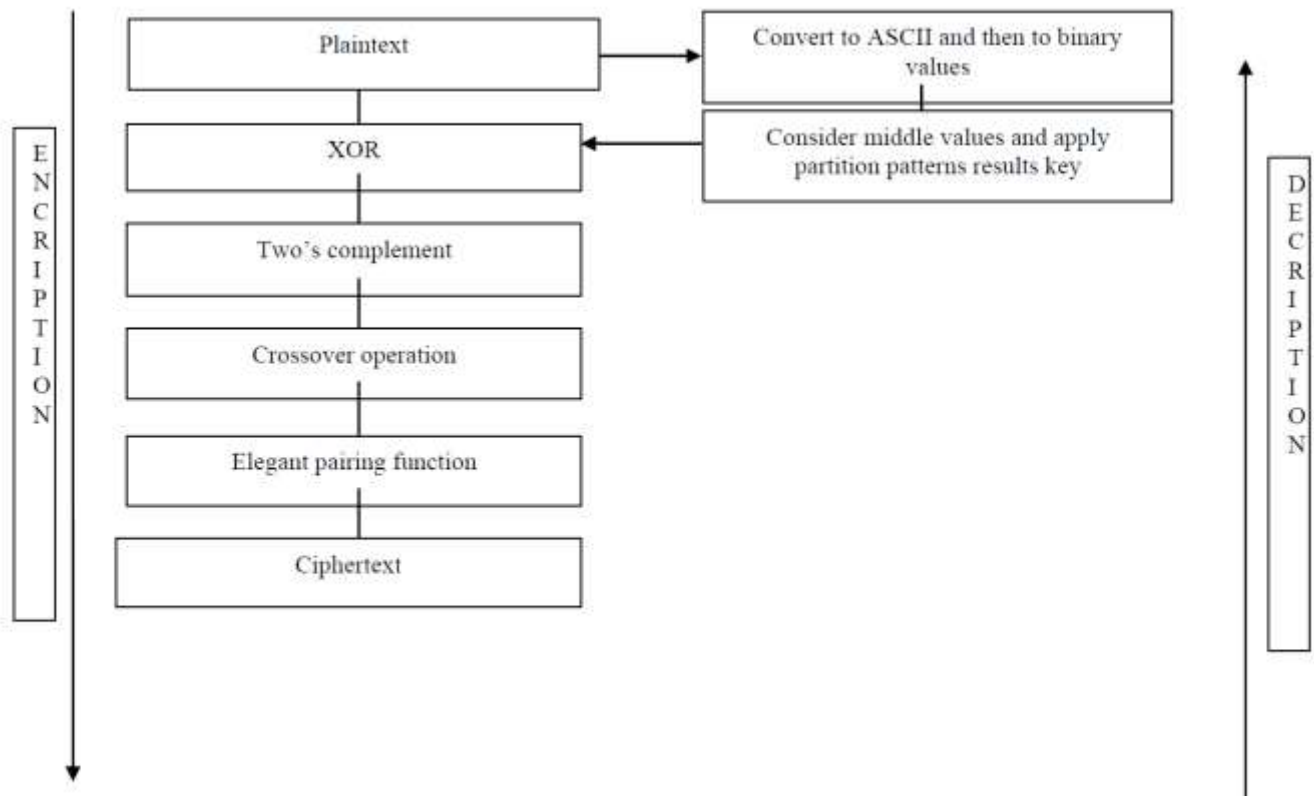 Plaintext
Convert to ASCII and then to binary
values
XOR
Consider middle values and apply
partition patterns results key
Two’s complement
Crossover operation
Elegant pairing function
Ciphertext
E
N
C
R
I
P
T
I
O
N
D
E
C
R
I
P
T
I
O
N